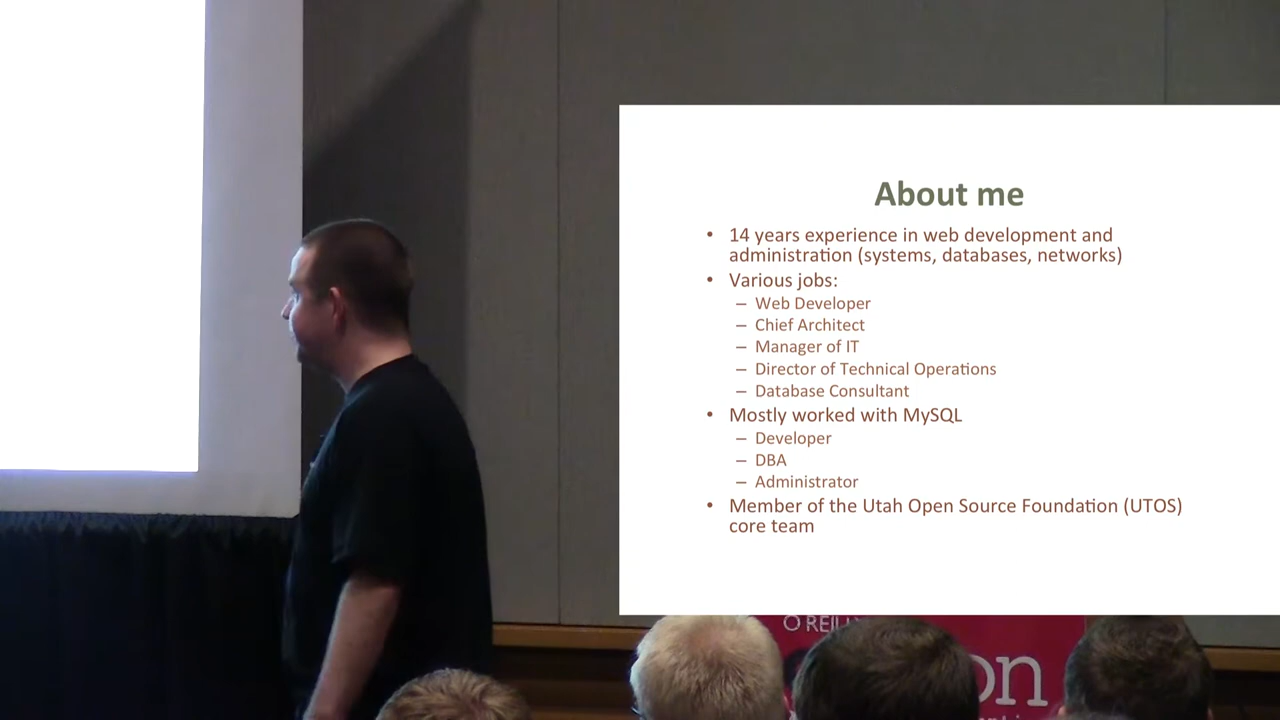 About me
• 14 years experience in web development and
administration (systems, databases, networks)
• Various jobs:
– Web Developer
– Chief Architect
– Manager of IT
– Director of Technical Operations
– Database Consultant
• Mostly worked with MySQL
– Developer
– DBA
– Administrator
• Member of the Utah Open Source Foundation (UTOS)
core team
O'REILLY
on